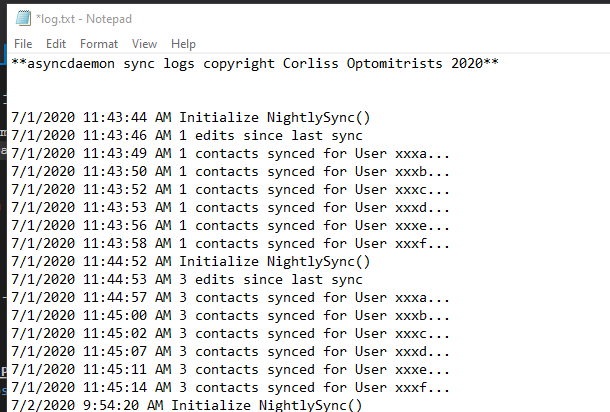 *log.txt - Notepad
File Edit Format View Help
**asyncdaemon sync logs copyright Corliss Optomitrists 2020**
7/1/2020 11:43:44 AM Initialize NightlySync()
7/1/2020 11:43:46 AM 1 edits since last sync
7/1/2020 11:43:49 AM 1 contacts synced for User xxxa...
7/1/2020 11:43:50 AM 1 contacts synced for User xxxb...
7/1/2020 11:43:52 AM 1 contacts synced for User xxxc...
7/1/2020 11:43:53 AM 1 contacts synced for User xxxd...
7/1/2020 11:43:56 AM 1 contacts synced for User xxxe...
7/1/2020 11:43:58 AM 1 contacts synced for User xxxf...
7/1/2020 11:44:52 AM Initialize NightlySync()
7/1/2020 11:44:53 AM 3 edits since last sync
7/1/2020 11:44:57 AM 3 contacts synced for User xxxa...
7/1/2020 11:45:00 AM 3 contacts synced for User xxxb...
7/1/2020 11:45:02 AM 3 contacts synced for User xxxc...
7/1/2020 11:45:07 AM 3 contacts synced for User xxxd...
7/1/2020 11:45:11 AM 3 contacts synced for User xxxe...
7/1/2020 11:45:14 AM 3 contacts synced for User xxxf...
7/2/2020 9:54:20 AM Initialize NightlySync()